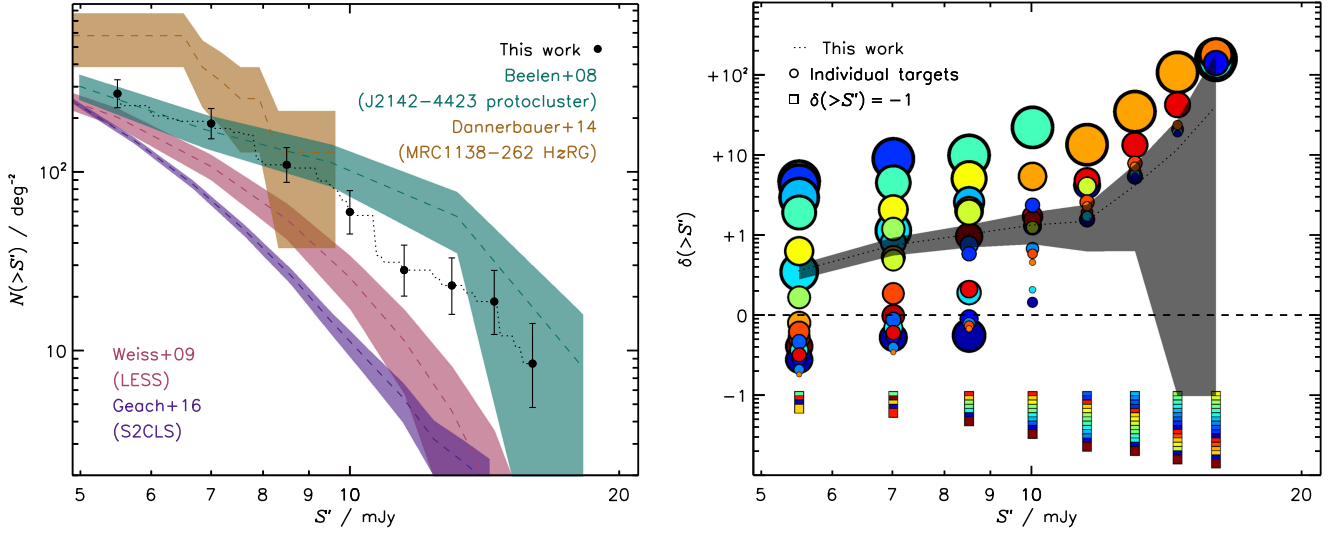 10²
10
N(>S') / deg⁻²
This work
Beelen+08
(J2142−4423 protocluster)
Dannerbauer+14
(MRC1138−262 HzRG)
Weiss+09
(LESS)
Geach+16
(S2CLS)
5 6 7 8 9 10 20
S' / mJy
+10²
+10
+1
0
−1
δ(>S')
This work
Individual targets
δ(>S') = −1
5 6 7 8 9 10 20
S' / mJy